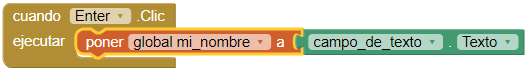 cuando Enter .Clic
ejecutar poner global mi_nombre a campo_de_texto . Texto